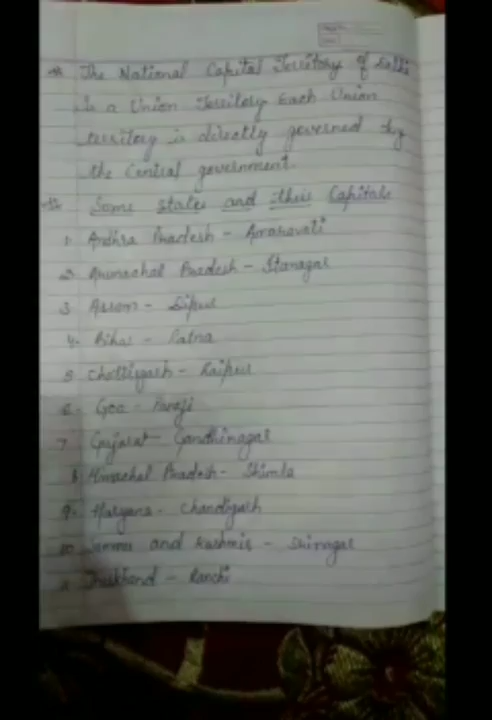 The National Capital Territory of Delhi
is a Union Territory Each Union
territory is directly governed by
the Central government.
Some states and their Capitals
1. Andhra Pradesh - Amaravati
2. Arunachal Pradesh - Itanagar
3. Assam - Dispur
4. Bihar - Patna
5. Chattisgash - Raipur
6. Goa - Panaji
7. Gujarat - Gandhinagar
8. Himachal Pradesh - Shimla
9. Haryana - Chandigarh
10. Jammu and Kashmir - Shrinagar
11 Jharkhand - Ranchi